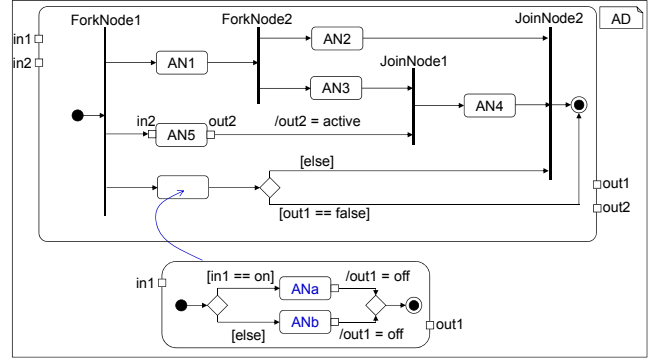 ForkNode1 ForkNode2 JoinNode2 AD
in1
AN2
in2
AN1 JoinNode1
AN3
AN4
in2 out2 /out2 = active
AN5
[else]
out1
[out1 == false] out2
in1 [in1 == on] /out1 = off
ANa
ANb out1
[else] /out1 = off